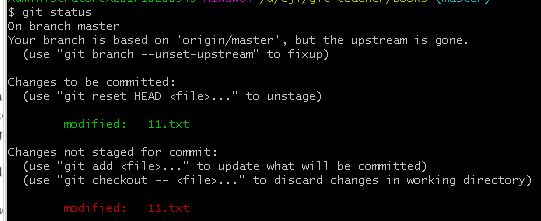 $ git status
On branch master
Your branch is based on 'origin/master', but the upstream is gone.
  (use "git branch --unset-upstream" to fixup)

Changes to be committed:
  (use "git reset HEAD <file>..." to unstage)

        modified:   11.txt

Changes not staged for commit:
  (use "git add <file>..." to update what will be committed)
  (use "git checkout -- <file>..." to discard changes in working directory)

        modified:   11.txt